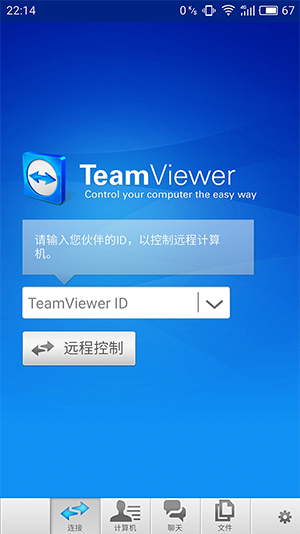 22:14
0 K/s
4G
67
TeamViewer
Control your computer the easy way
请输入您伙伴的ID，以控制远程计算
机。
TeamViewer ID
远程控制
连接
计算机
聊天
文件